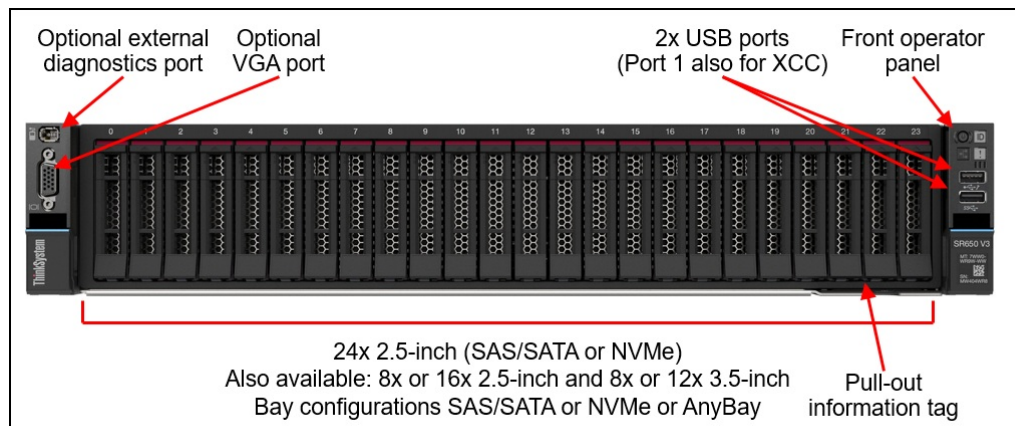 Optional external
diagnostics port
Optional
VGA port
2x USB ports
(Port 1 also for XCC)
Front operator
panel
0 1 2 3 4 5 6 7 8 9 10 11 12 13 14 15 16 17 18 19 20 21 22 23
ThinkSystem
SR650 V3
24x 2.5-inch (SAS/SATA or NVMe)
Also available: 8x or 16x 2.5-inch and 8x or 12x 3.5-inch
Bay configurations SAS/SATA or NVMe or AnyBay
Pull-out
information tag